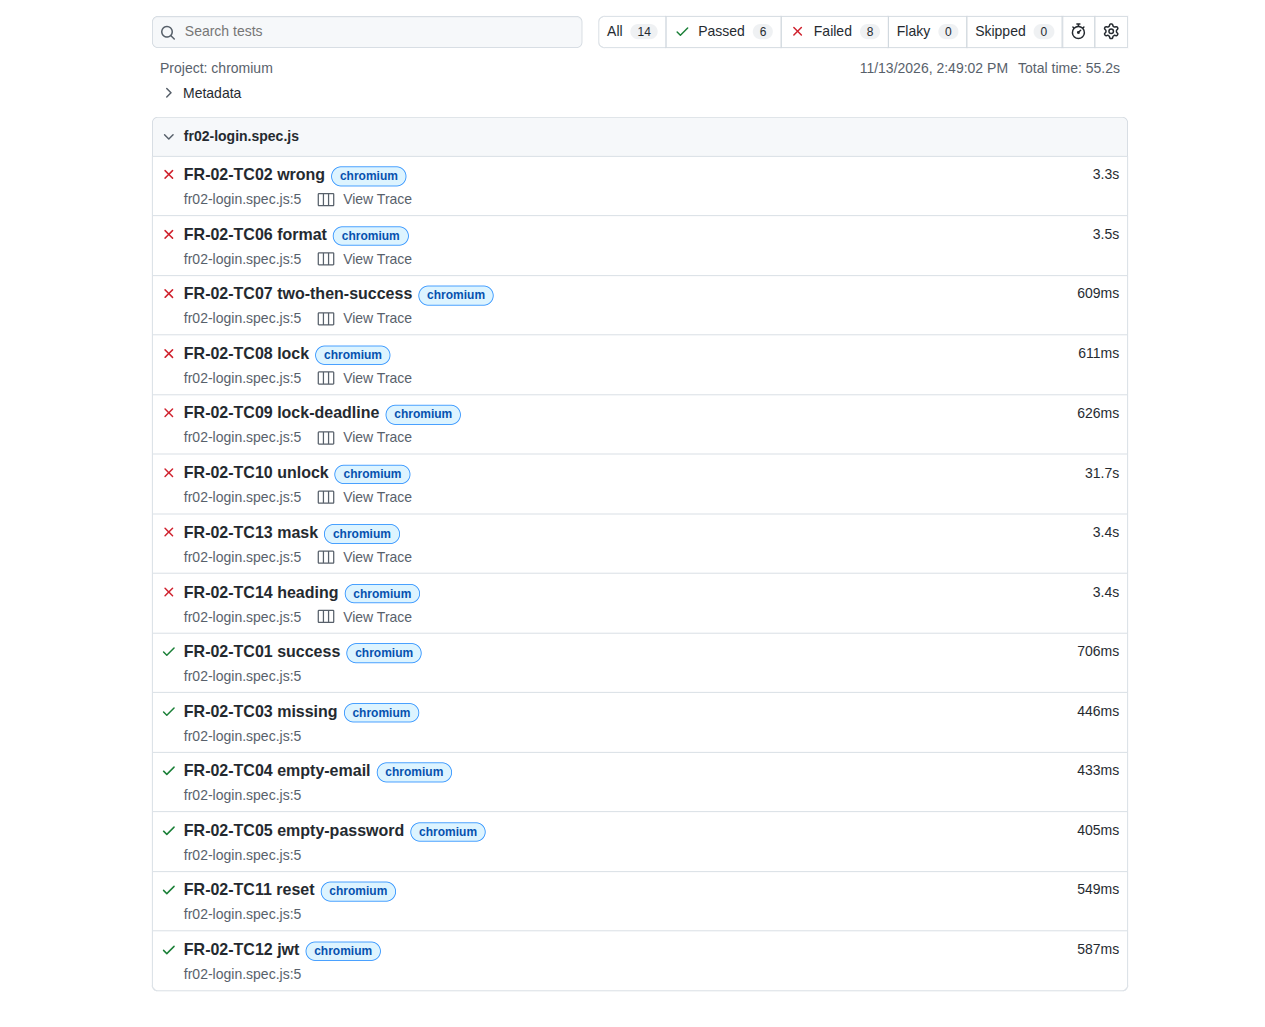 Search tests
All 14 Passed 6 Failed 8 Flaky 0 Skipped 0
Project: chromium 11/13/2026, 2:49:02 PM Total time: 55.2s
Metadata
fr02-login.spec.js
FR-02-TC02 wrong chromium 3.3s
fr02-login.spec.js:5 View Trace
FR-02-TC06 format chromium 3.5s
fr02-login.spec.js:5 View Trace
FR-02-TC07 two-then-success chromium 609ms
fr02-login.spec.js:5 View Trace
FR-02-TC08 lock chromium 611ms
fr02-login.spec.js:5 View Trace
FR-02-TC09 lock-deadline chromium 626ms
fr02-login.spec.js:5 View Trace
FR-02-TC10 unlock chromium 31.7s
fr02-login.spec.js:5 View Trace
FR-02-TC13 mask chromium 3.4s
fr02-login.spec.js:5 View Trace
FR-02-TC14 heading chromium 3.4s
fr02-login.spec.js:5 View Trace
FR-02-TC01 success chromium 706ms
fr02-login.spec.js:5
FR-02-TC03 missing chromium 446ms
fr02-login.spec.js:5
FR-02-TC04 empty-email chromium 433ms
fr02-login.spec.js:5
FR-02-TC05 empty-password chromium 405ms
fr02-login.spec.js:5
FR-02-TC11 reset chromium 549ms
fr02-login.spec.js:5
FR-02-TC12 jwt chromium 587ms
fr02-login.spec.js:5